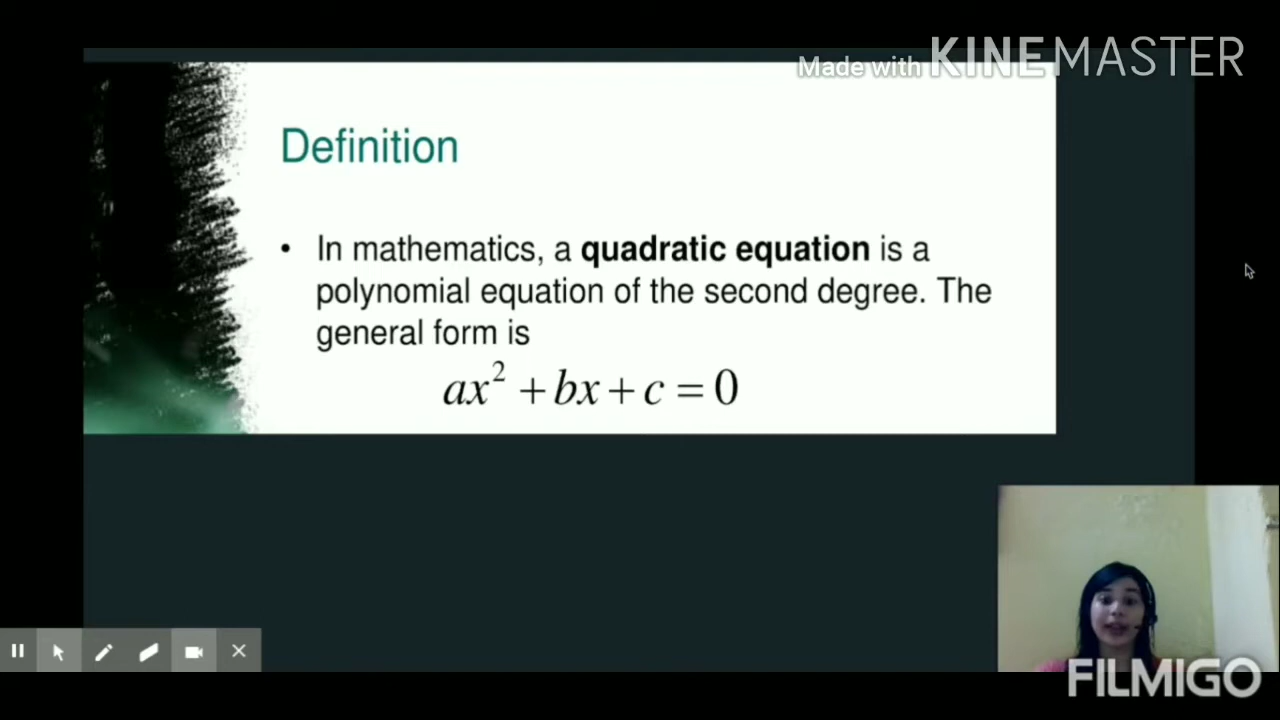 Made with KINEMASTER
Definition
• In mathematics, a quadratic equation is a
polynomial equation of the second degree. The
general form is
ax² + bx + c = 0
FILMIGO